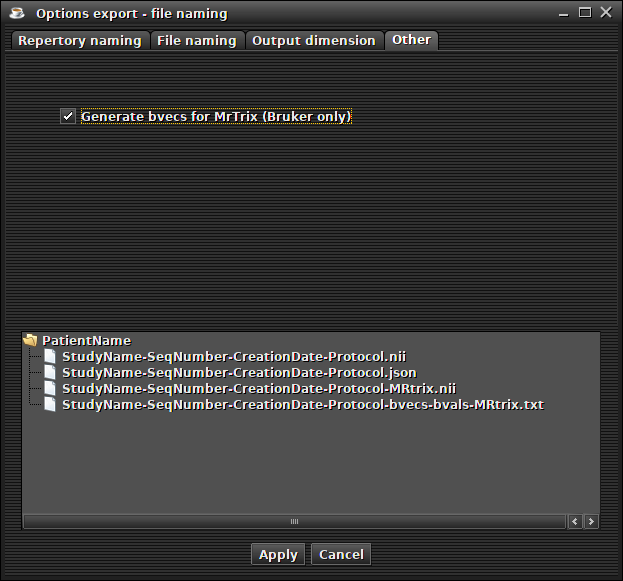 Options export - file naming
Repertory naming File naming Output dimension Other
Generate bvecs for MrTrix (Bruker only)
PatientName
StudyName-SeqNumber-CreationDate-Protocol.nii
StudyName-SeqNumber-CreationDate-Protocol.json
StudyName-SeqNumber-CreationDate-Protocol-MRtrix.nii
StudyName-SeqNumber-CreationDate-Protocol-bvecs-bvals-MRtrix.txt
Apply Cancel